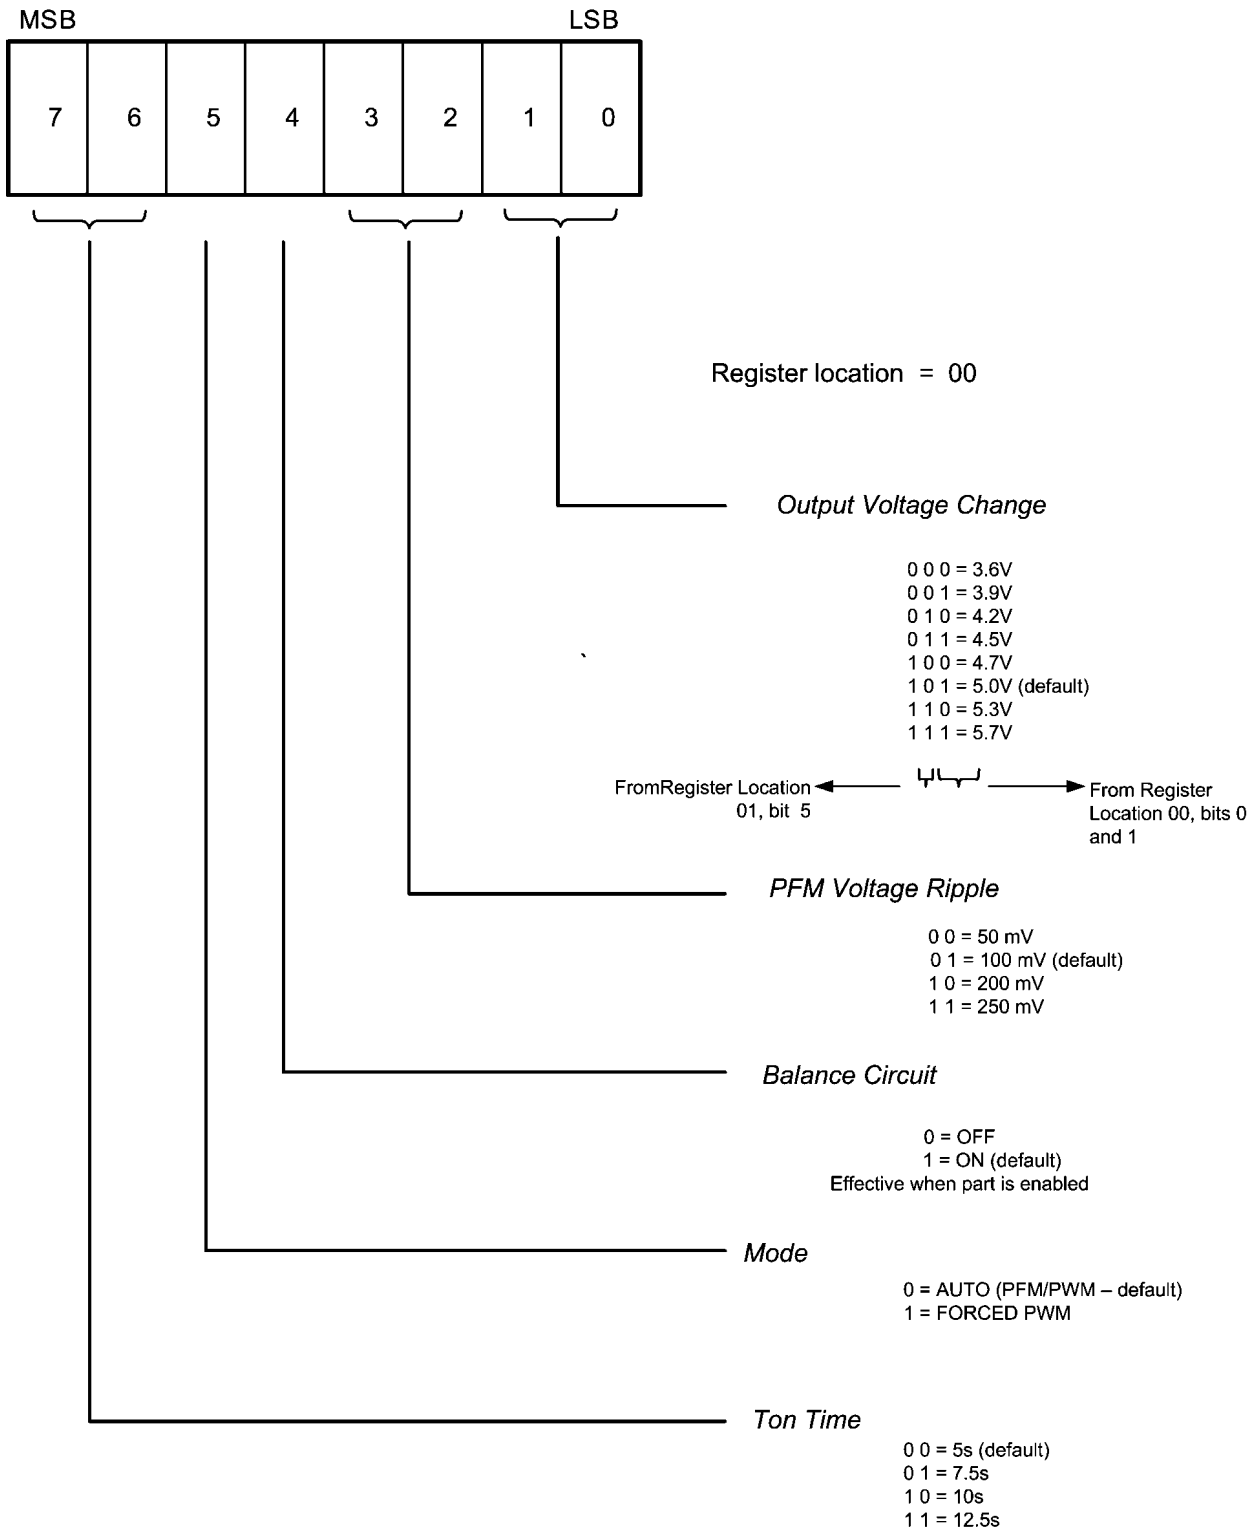 MSB LSB
7 6 5 4 3 2 1 0
Register location = 00
Output Voltage Change
0 0 0 = 3.6V
0 0 1 = 3.9V
0 1 0 = 4.2V
0 1 1 = 4.5V
1 0 0 = 4.7V
1 0 1 = 5.0V (default)
1 1 0 = 5.3V
1 1 1 = 5.7V
FromRegister Location
01, bit 5
From Register
Location 00, bits 0
and 1
PFM Voltage Ripple
0 0 = 50 mV
0 1 = 100 mV (default)
1 0 = 200 mV
1 1 = 250 mV
Balance Circuit
0 = OFF
1 = ON (default)
Effective when part is enabled
Mode
0 = AUTO (PFM/PWM – default)
1 = FORCED PWM
Ton Time
0 0 = 5s (default)
0 1 = 7.5s
1 0 = 10s
1 1 = 12.5s